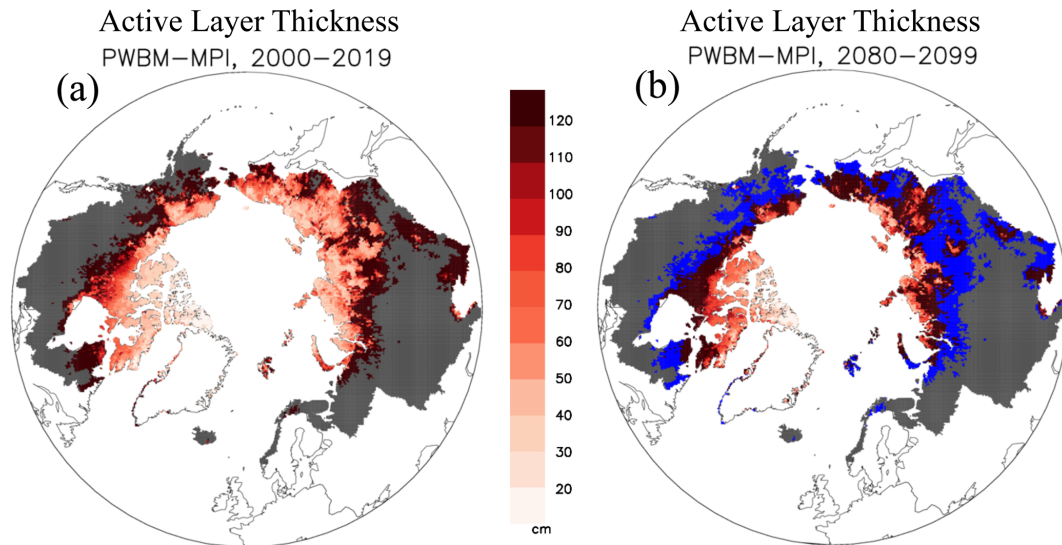 Active Layer Thickness
PWBM−MPI, 2000−2019
(a)
120
110
100
90
80
70
60
50
40
30
20
cm
Active Layer Thickness
PWBM−MPI, 2080−2099
(b)